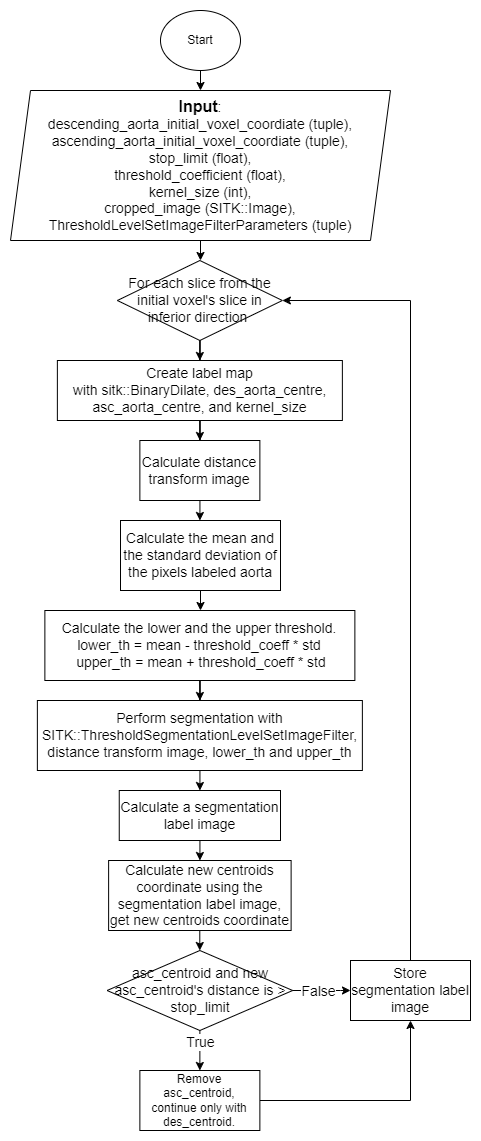 Start
Input:
descending_aorta_initial_voxel_coordiate (tuple),
ascending_aorta_initial_voxel_coordiate (tuple),
stop_limit (float),
threshold_coefficient (float),
kernel_size (int),
cropped_image (SITK::Image),
ThresholdLevelSetImageFilterParameters (tuple)
For each slice from the
initial voxel's slice in
inferior direction
Create label map
with sitk::BinaryDilate, des_aorta_centre,
asc_aorta_centre, and kernel_size
Calculate distance
transform image
Calculate the mean and
the standard deviation of
the pixels labeled aorta
Calculate the lower and the upper threshold.
lower_th = mean - threshold_coeff * std
upper_th = mean + threshold_coeff * std
Perform segmentation with
SITK::ThresholdSegmentationLevelSetImageFilter,
distance transform image, lower_th and upper_th
Calculate a segmentation
label image
Calculate new centroids
coordinate using the
segmentation label image,
get new centroids coordinate
asc_centroid and new
asc_centroid's distance is >
stop_limit
False
Store
segmentation label
image
True
Remove
asc_centroid,
continue only with
des_centroid.